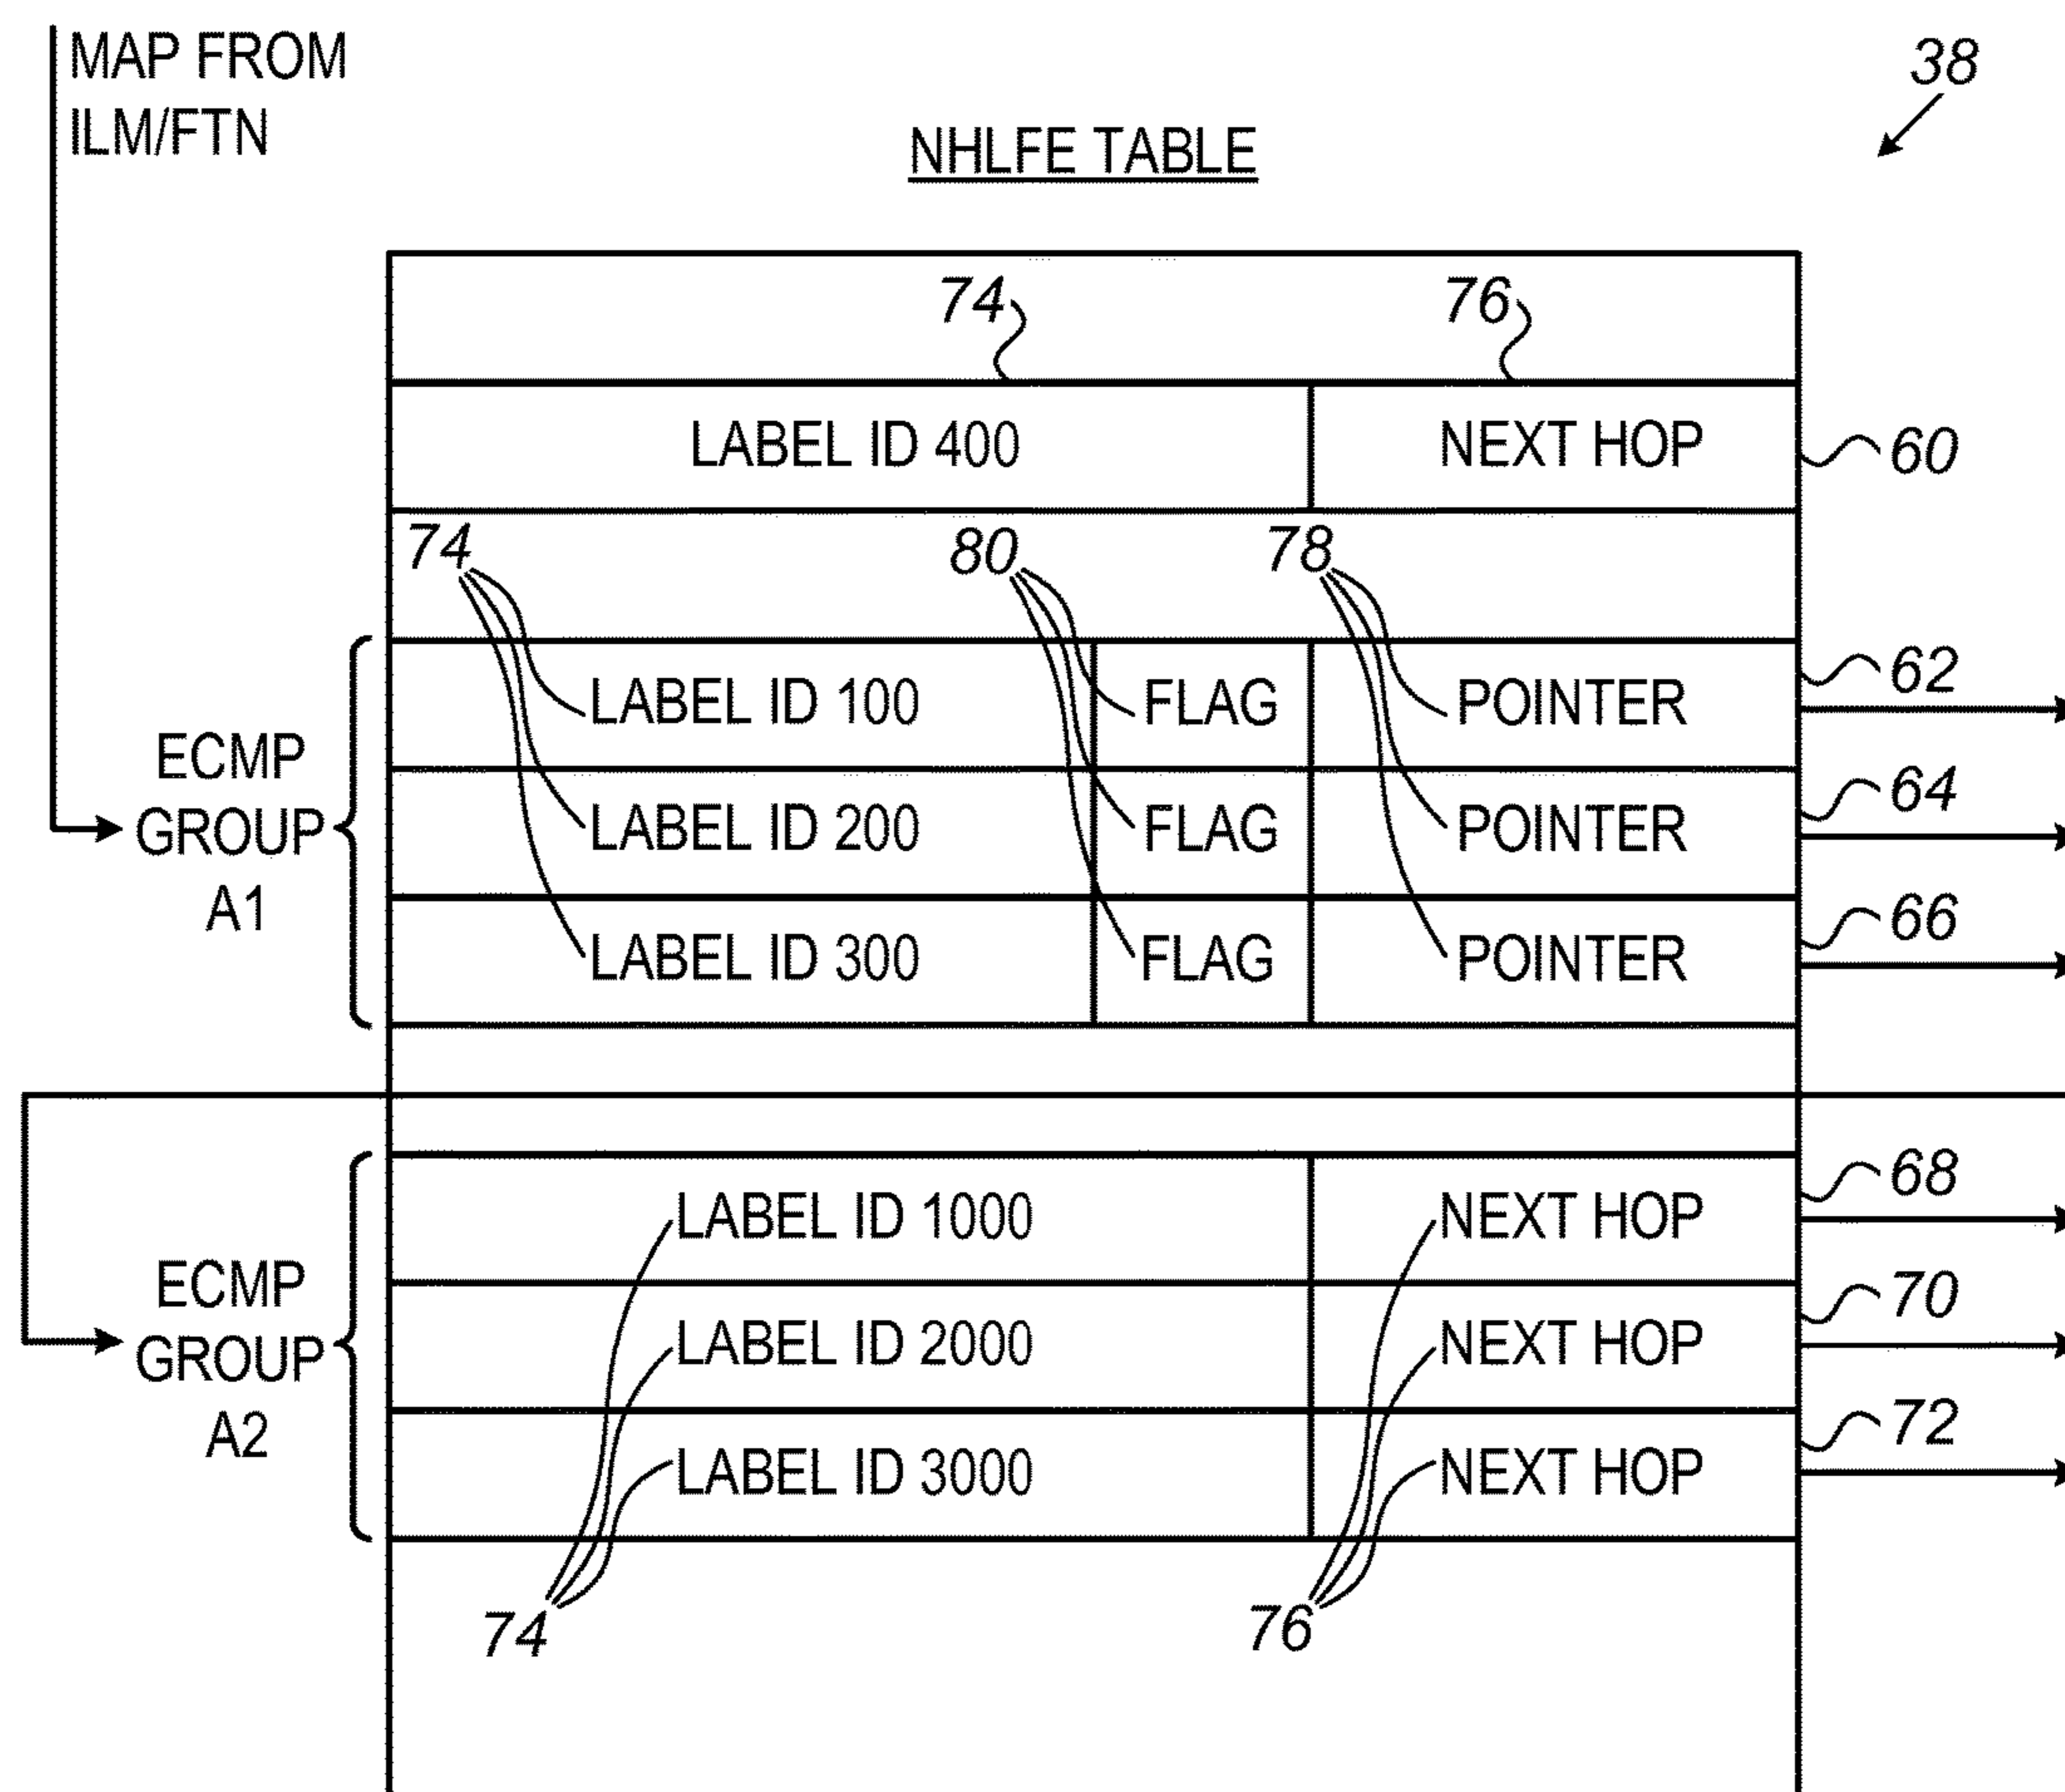 MAP FROM
ILM/FTN
38
NHLFE TABLE
74 76
LABEL ID 400 NEXT HOP 60
74 80 78
LABEL ID 100 FLAG POINTER 62
LABEL ID 200 FLAG POINTER 64
LABEL ID 300 FLAG POINTER 66
ECMP
GROUP
A1
LABEL ID 1000 NEXT HOP 68
LABEL ID 2000 NEXT HOP 70
LABEL ID 3000 NEXT HOP 72
ECMP
GROUP
A2
74 76